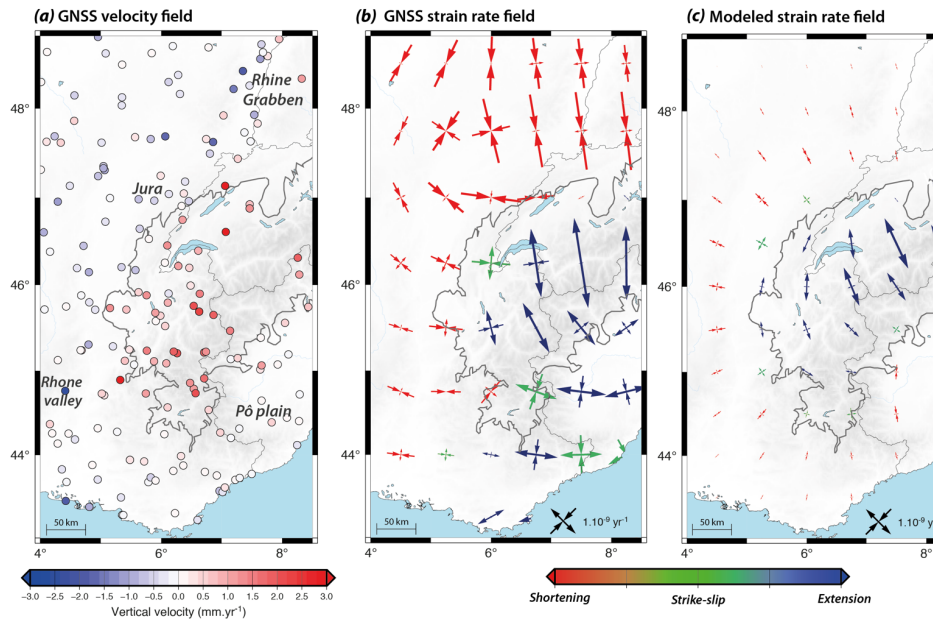 (a) GNSS velocity field
(b) GNSS strain rate field
(c) Modeled strain rate field
Rhine
Grabben
Jura
Rhone
valley
Pô plain
48°
46°
44°
50 km
4°
6°
8°
48°
46°
44°
50 km
1.10⁻⁹ yr⁻¹
4°
6°
8°
48°
46°
44°
50 km
1.10⁻⁹ y
4°
6°
8°
-3.0 -2.5 -2.0 -1.5 -1.0 -0.5 0.0 0.5 1.0 1.5 2.0 2.5 3.0
Vertical velocity (mm.yr⁻¹)
Shortening
Strike-slip
Extension